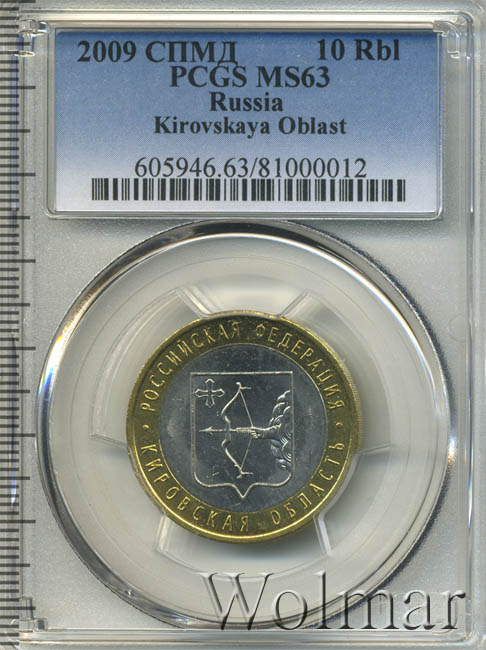 2009 СПМД 10 Rbl
PCGS MS63
Russia
Kirovskaya Oblast
605946.63/81000012
РОССИЙСКАЯ ФЕДЕРАЦИЯ
КИРОВСКАЯ ОБЛАСТЬ
Wolmar